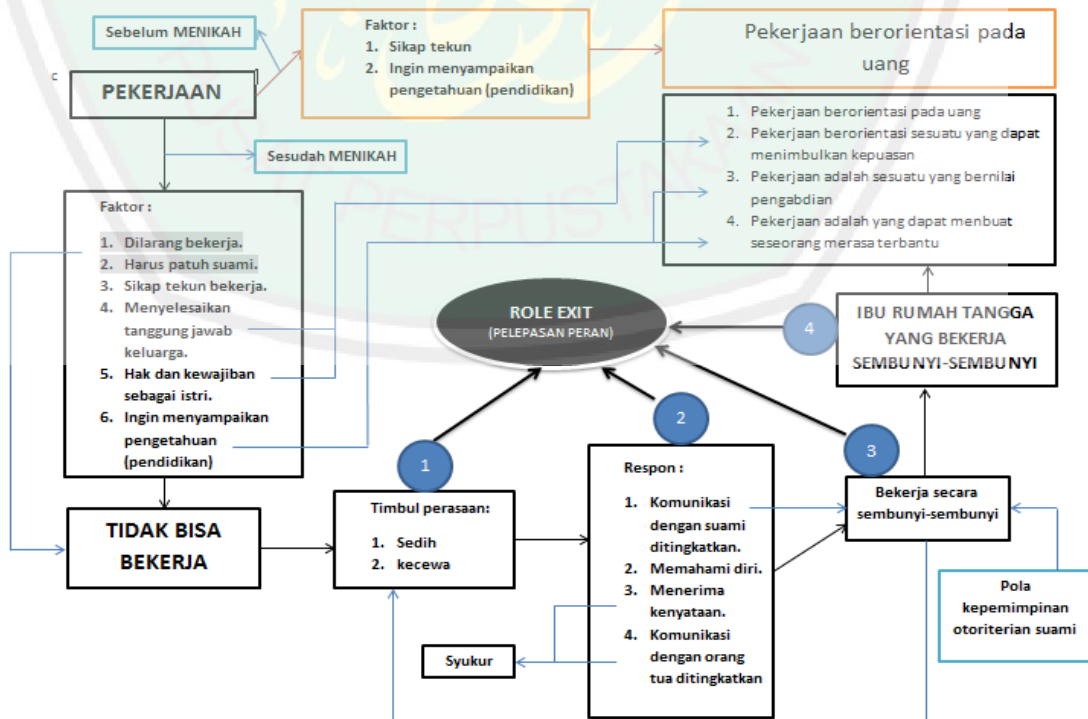 Sebelum MENIKAH
Faktor :
1. Sikap tekun
2. Ingin menyampaikan
pengetahuan (pendidikan)
Pekerjaan berorientasi pada
uang
c
PEKERJAAN
Sesudah MENIKAH
1. Pekerjaan berorientasi pada uang
2. Pekerjaan berorientasi sesuatu yang dapat
menimbulkan kepuasan
3. Pekerjaan adalah sesuatu yang bernilai
pengabdian
4. Pekerjaan adalah yang dapat menbuat
seseorang merasa terbantu
Faktor :
1. Dilarang bekerja.
2. Harus patuh suami.
3. Sikap tekun bekerja.
4. Menyelesaikan
tanggung jawab
keluarga.
5. Hak dan kewajiban
sebagai istri.
6. Ingin menyampaikan
pengetahuan
(pendidikan)
ROLE EXIT
(PELEPASAN PERAN)
4
IBU RUMAH TANGGA
YANG BEKERJA
SEMBUNYI-SEMBUNYI
1
2
3
TIDAK BISA
BEKERJA
Timbul perasaan:
1. Sedih
2. kecewa
Respon :
1. Komunikasi
dengan suami
ditingkatkan.
2. Memahami diri.
3. Menerima
kenyataan.
4. Komunikasi
dengan orang
tua ditingkatkan
Bekerja secara
sembunyi-sembunyi
Pola
kepemimpinan
otoriterian suami
Syukur
PERPUSTAKAAN